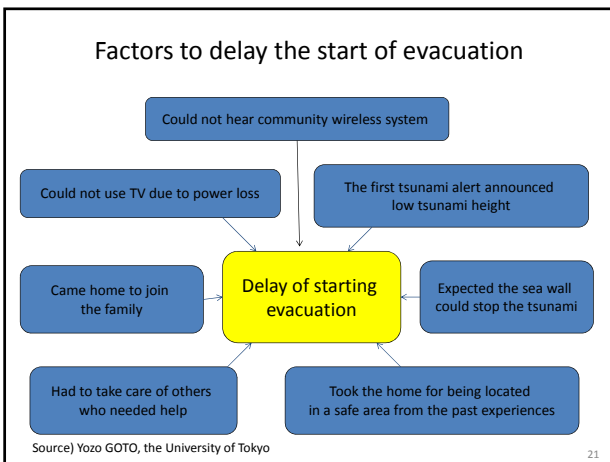 Factors to delay the start of evacuation
Could not hear community wireless system
Could not use TV due to power loss
The first tsunami alert announced
low tsunami height
Came home to join
the family
Delay of starting
evacuation
Expected the sea wall
could stop the tsunami
Had to take care of others
who needed help
Took the home for being located
in a safe area from the past experiences
Source) Yozo GOTO, the University of Tokyo
21